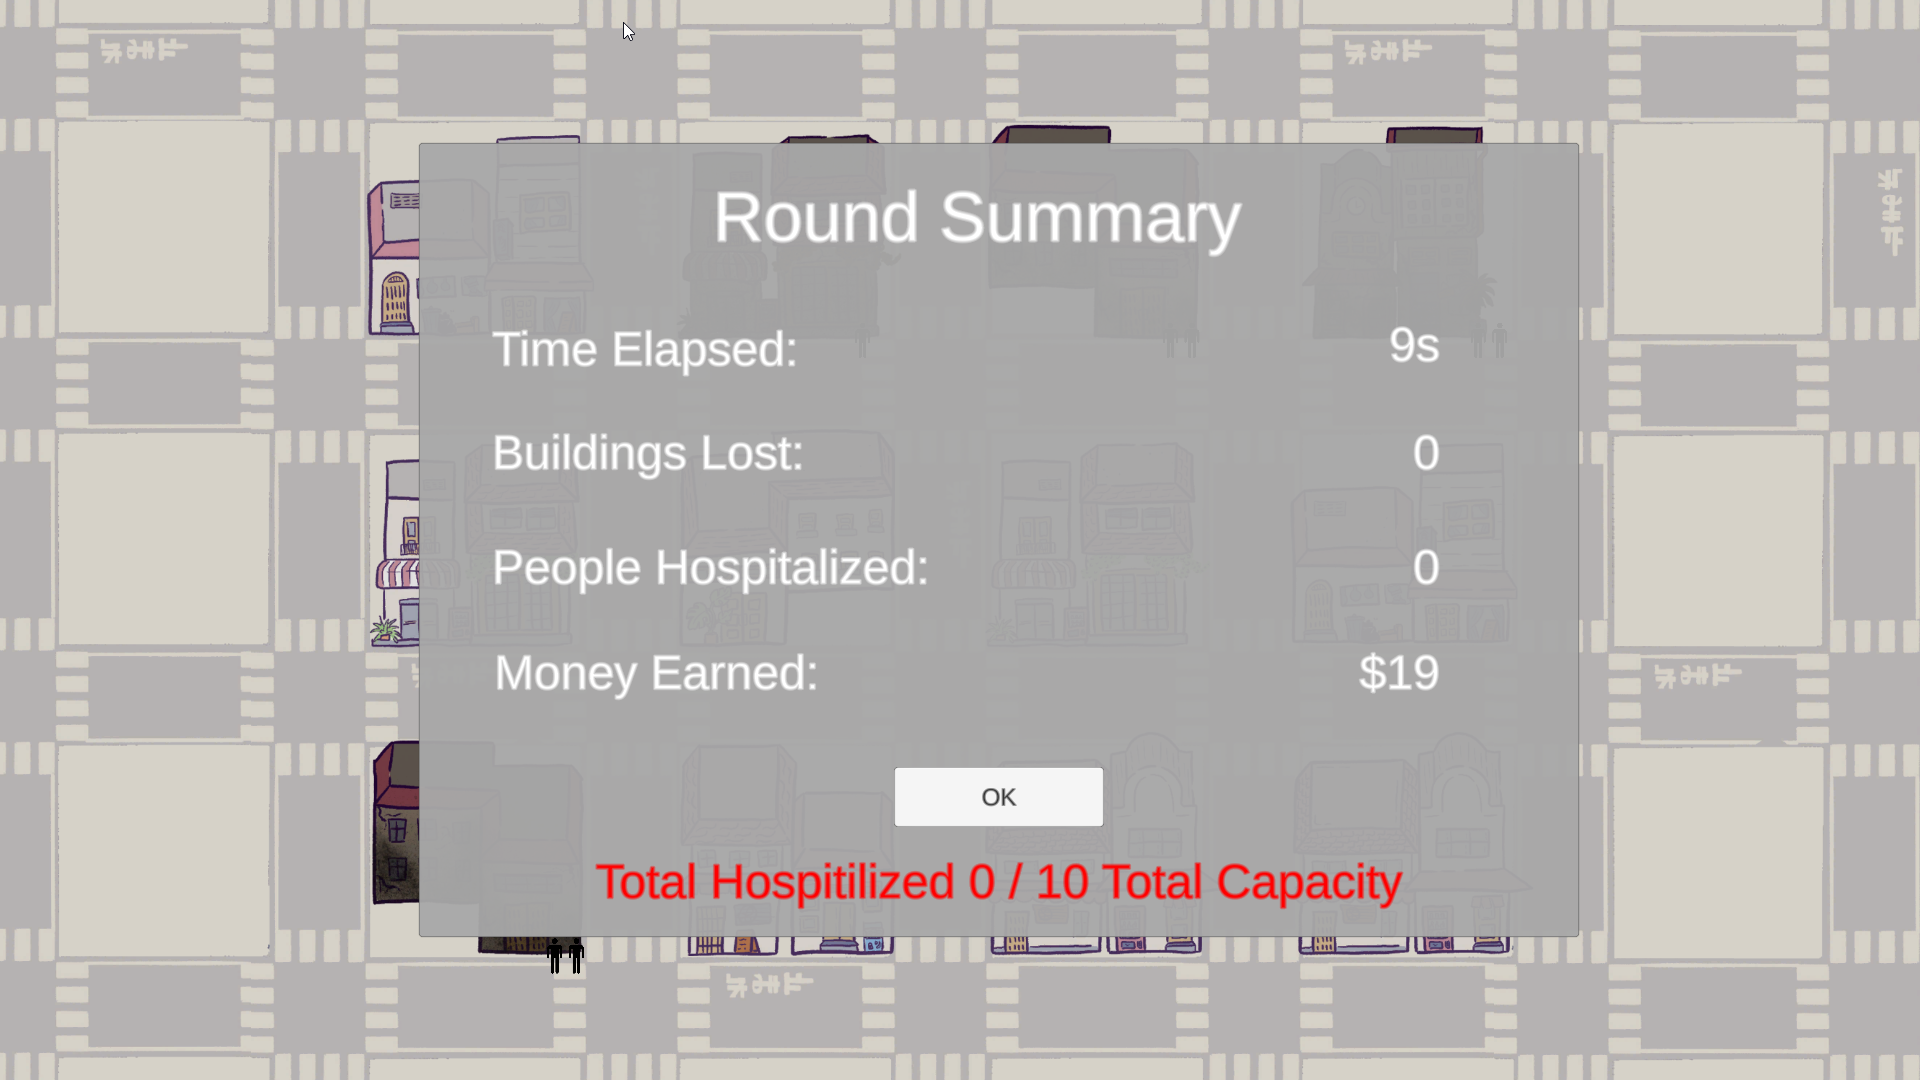 Round Summary
Time Elapsed: 9s
Buildings Lost: 0
People Hospitalized: 0
Money Earned: $19
OK
Total Hospitilized 0 / 10 Total Capacity